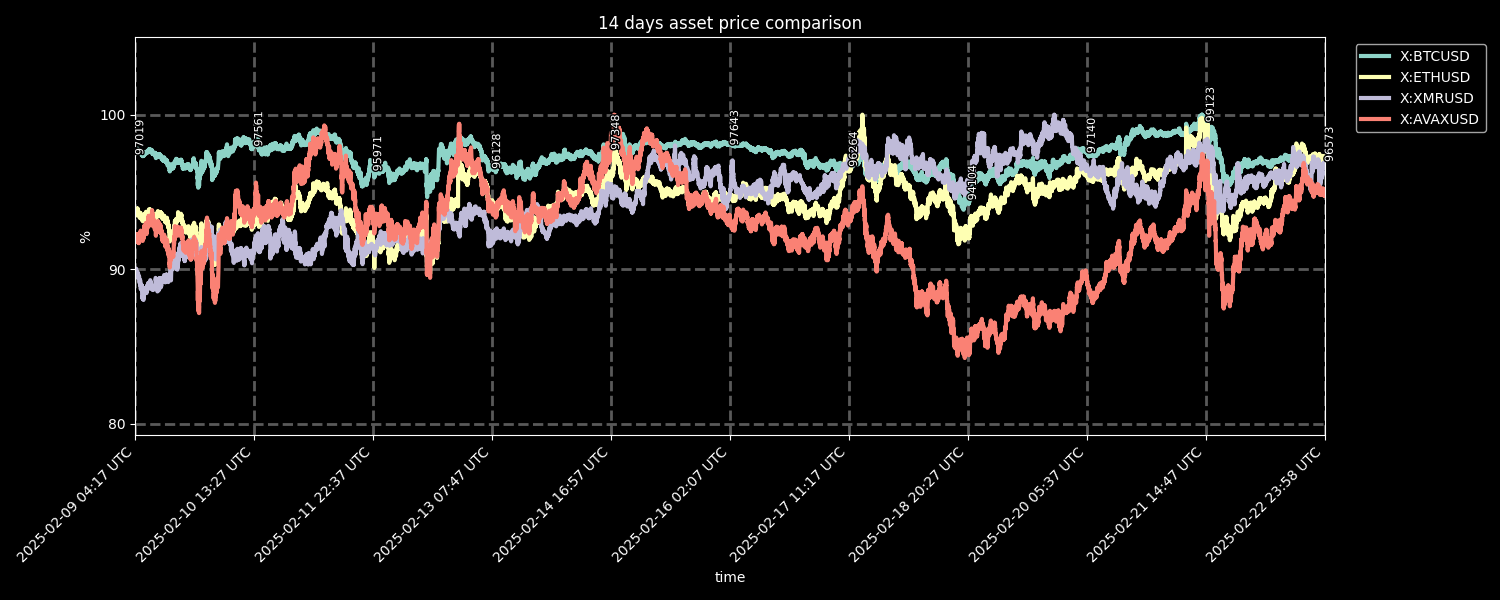 14 days asset price comparison
X:BTCUSD
X:ETHUSD
X:XMRUSD
X:AVAXUSD
%
100
90
80
97019
97561
95971
96128
97348
97643
96264
94104
97140
99123
96573
2025-02-09 04:17 UTC
2025-02-10 13:27 UTC
2025-02-11 22:37 UTC
2025-02-13 07:47 UTC
2025-02-14 16:57 UTC
2025-02-16 02:07 UTC
2025-02-17 11:17 UTC
2025-02-18 20:27 UTC
2025-02-20 05:37 UTC
2025-02-21 14:47 UTC
2025-02-22 23:58 UTC
time